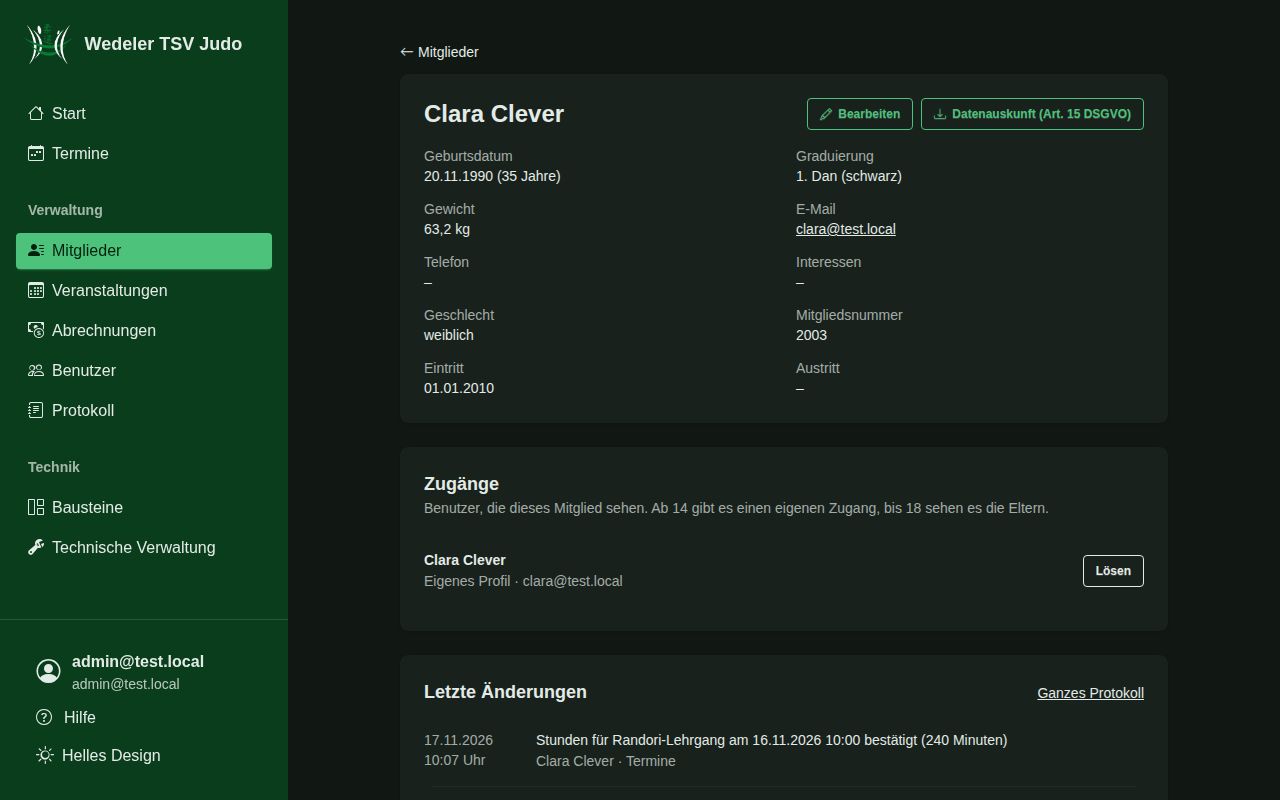 Wedeler TSV Judo
Start
Termine
Verwaltung
Mitglieder
Veranstaltungen
Abrechnungen
Benutzer
Protokoll
Technik
Bausteine
Technische Verwaltung
admin@test.local
admin@test.local
Hilfe
Helles Design
← Mitglieder
Clara Clever
Bearbeiten
Datenauskunft (Art. 15 DSGVO)
Geburtsdatum
20.11.1990 (35 Jahre)
Graduierung
1. Dan (schwarz)
Gewicht
63,2 kg
E-Mail
clara@test.local
Telefon
–
Interessen
–
Geschlecht
weiblich
Mitgliedsnummer
2003
Eintritt
01.01.2010
Austritt
–
Zugänge
Benutzer, die dieses Mitglied sehen. Ab 14 gibt es einen eigenen Zugang, bis 18 sehen es die Eltern.
Clara Clever
Eigenes Profil · clara@test.local
Lösen
Letzte Änderungen
Ganzes Protokoll
17.11.2026
10:07 Uhr
Stunden für Randori-Lehrgang am 16.11.2026 10:00 bestätigt (240 Minuten)
Clara Clever · Termine